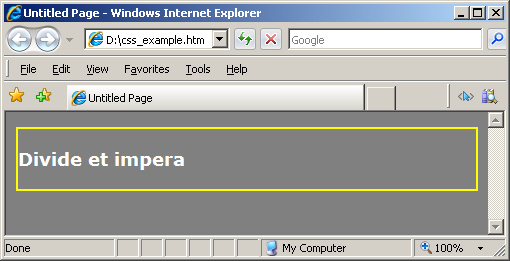 Untitled Page - Windows Internet Explorer
D:\css_example.htm Google
File Edit View Favorites Tools Help
Untitled Page
Divide et impera
Done My Computer 100%